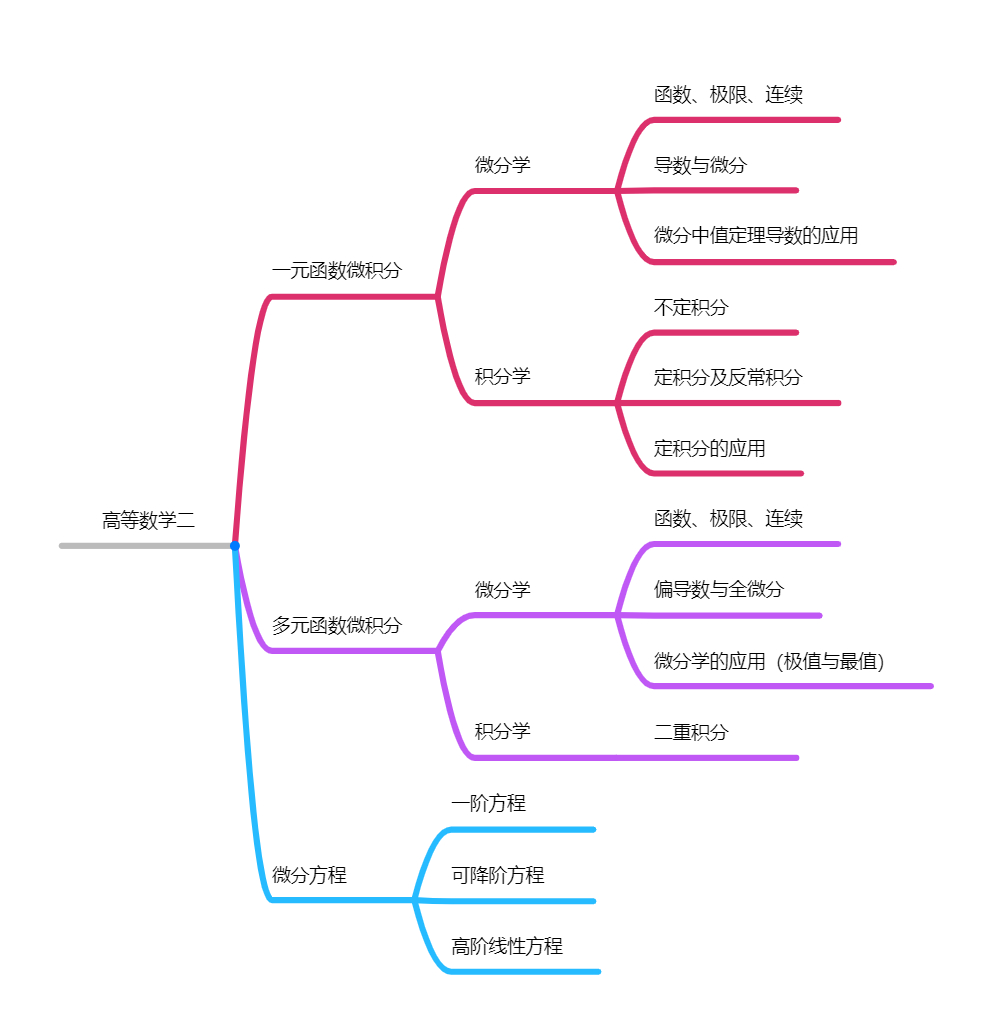 函数、极限、连续
微分学
导数与微分
微分中值定理导数的应用
一元函数微积分
不定积分
积分学
定积分及反常积分
定积分的应用
高等数学二
函数、极限、连续
微分学
偏导数与全微分
多元函数微积分
微分学的应用（极值与最值）
积分学
二重积分
一阶方程
微分方程
可降阶方程
高阶线性方程